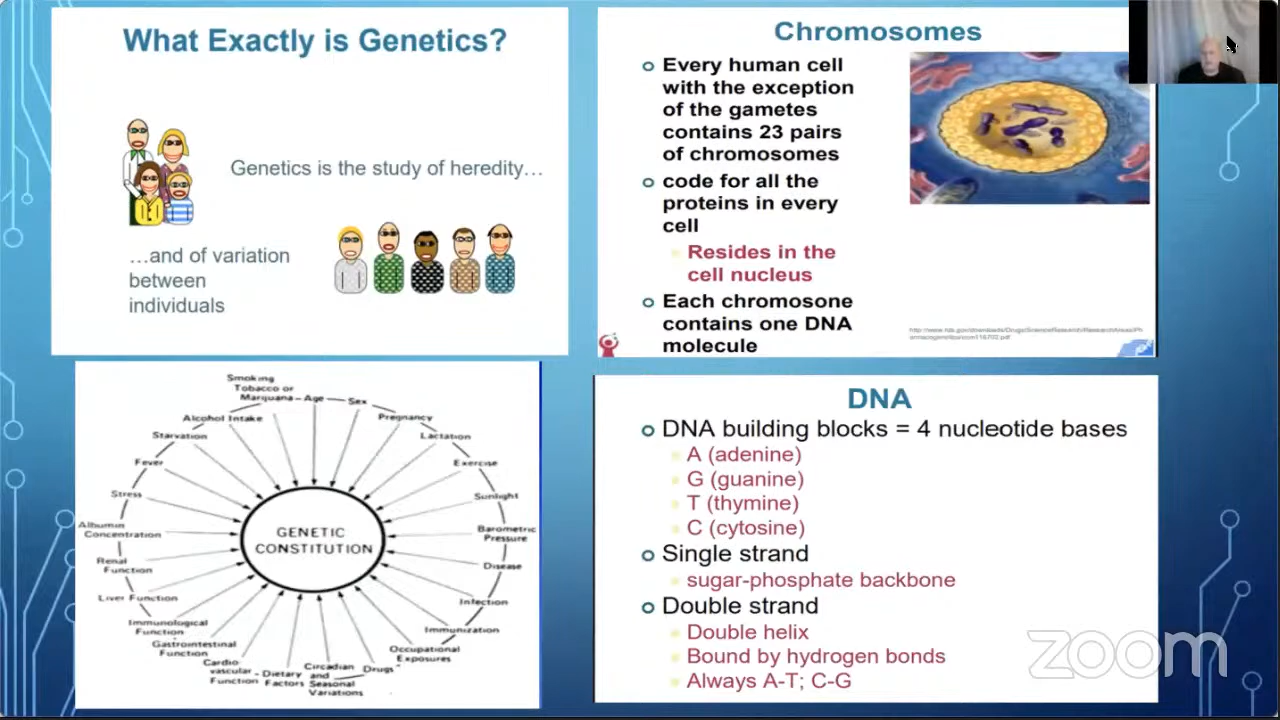 What Exactly is Genetics?
Genetics is the study of heredity…
…and of variation
between
individuals
Chromosomes
Every human cell
with the exception
of the gametes
contains 23 pairs
of chromosomes
code for all the
proteins in every
cell
Resides in the
cell nucleus
Each chromosone
contains one DNA
molecule
Smoking
Tobacco or
Marijuana
Age
Sex
Pregnancy
Lactation
Exercise
Sunlight
Barometric
Pressure
Disease
Infection
Immunization
Occupational
Exposures
Drugs
Circadian
and
Seasonal
Variations
Dietary
Factors
Cardio-
vascular
Function
Gastrointestinal
Function
Immunological
Function
Liver Function
Renal
Function
Albumin
Concentration
Stress
Fever
Starvation
Alcohol Intake
GENETIC
CONSTITUTION
DNA
DNA building blocks = 4 nucleotide bases
A (adenine)
G (guanine)
T (thymine)
C (cytosine)
Single strand
sugar-phosphate backbone
Double strand
Double helix
Bound by hydrogen bonds
Always A-T; C-G
zoom